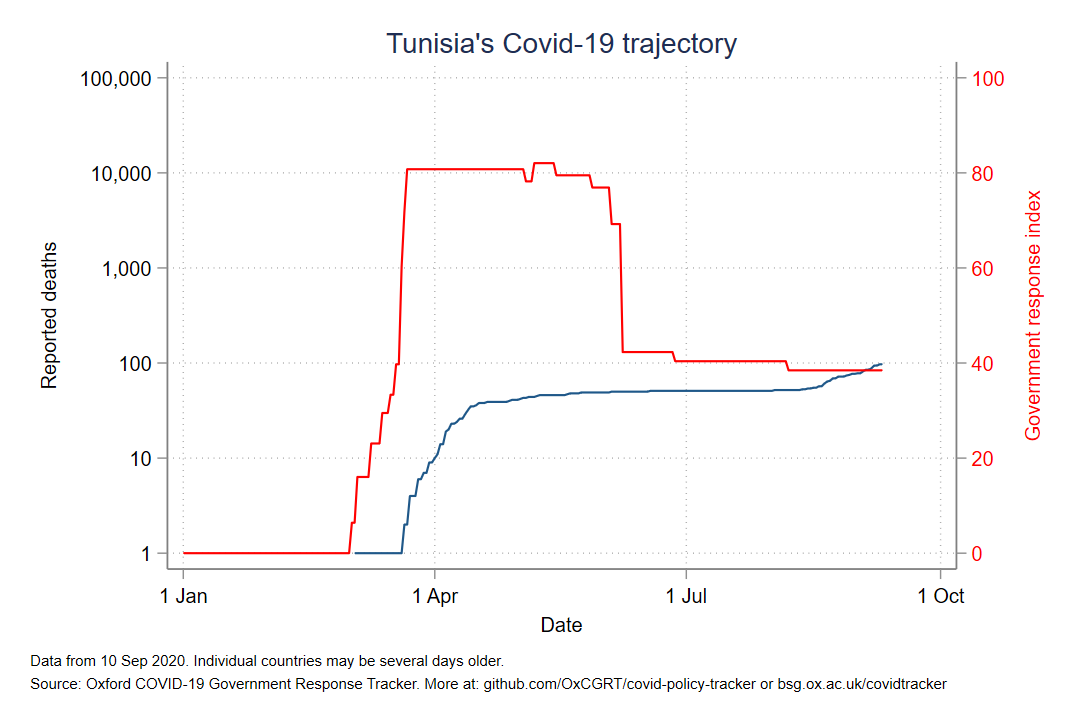 Tunisia's Covid-19 trajectory
100,000
10,000
1,000
100
10
1
Reported deaths
100
80
60
40
20
0
Government response index
1 Jan
1 Apr
1 Jul
1 Oct
Date
Data from 10 Sep 2020. Individual countries may be several days older.
Source: Oxford COVID-19 Government Response Tracker. More at: github.com/OxCGRT/covid-policy-tracker or bsg.ox.ac.uk/covidtracker